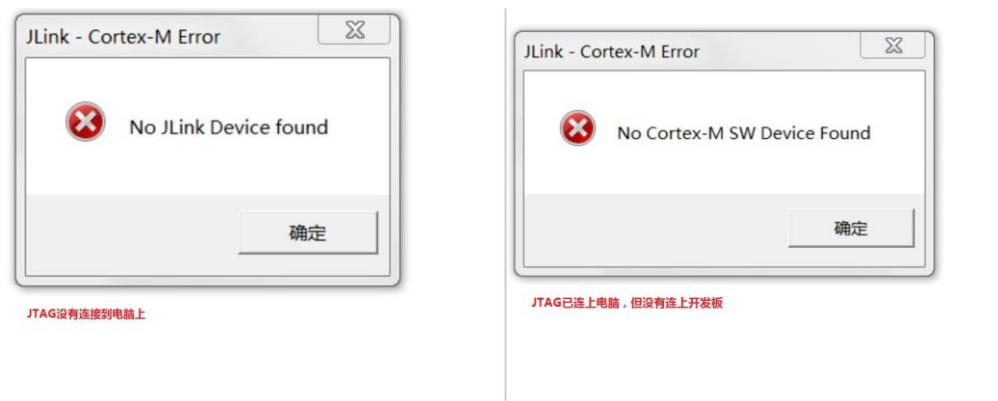 JLink - Cortex-M Error
No JLink Device found
确定
JTAG没有连接到电脑上
JLink - Cortex-M Error
No Cortex-M SW Device Found
确定
JTAG已连上电脑，但没有连上开发板